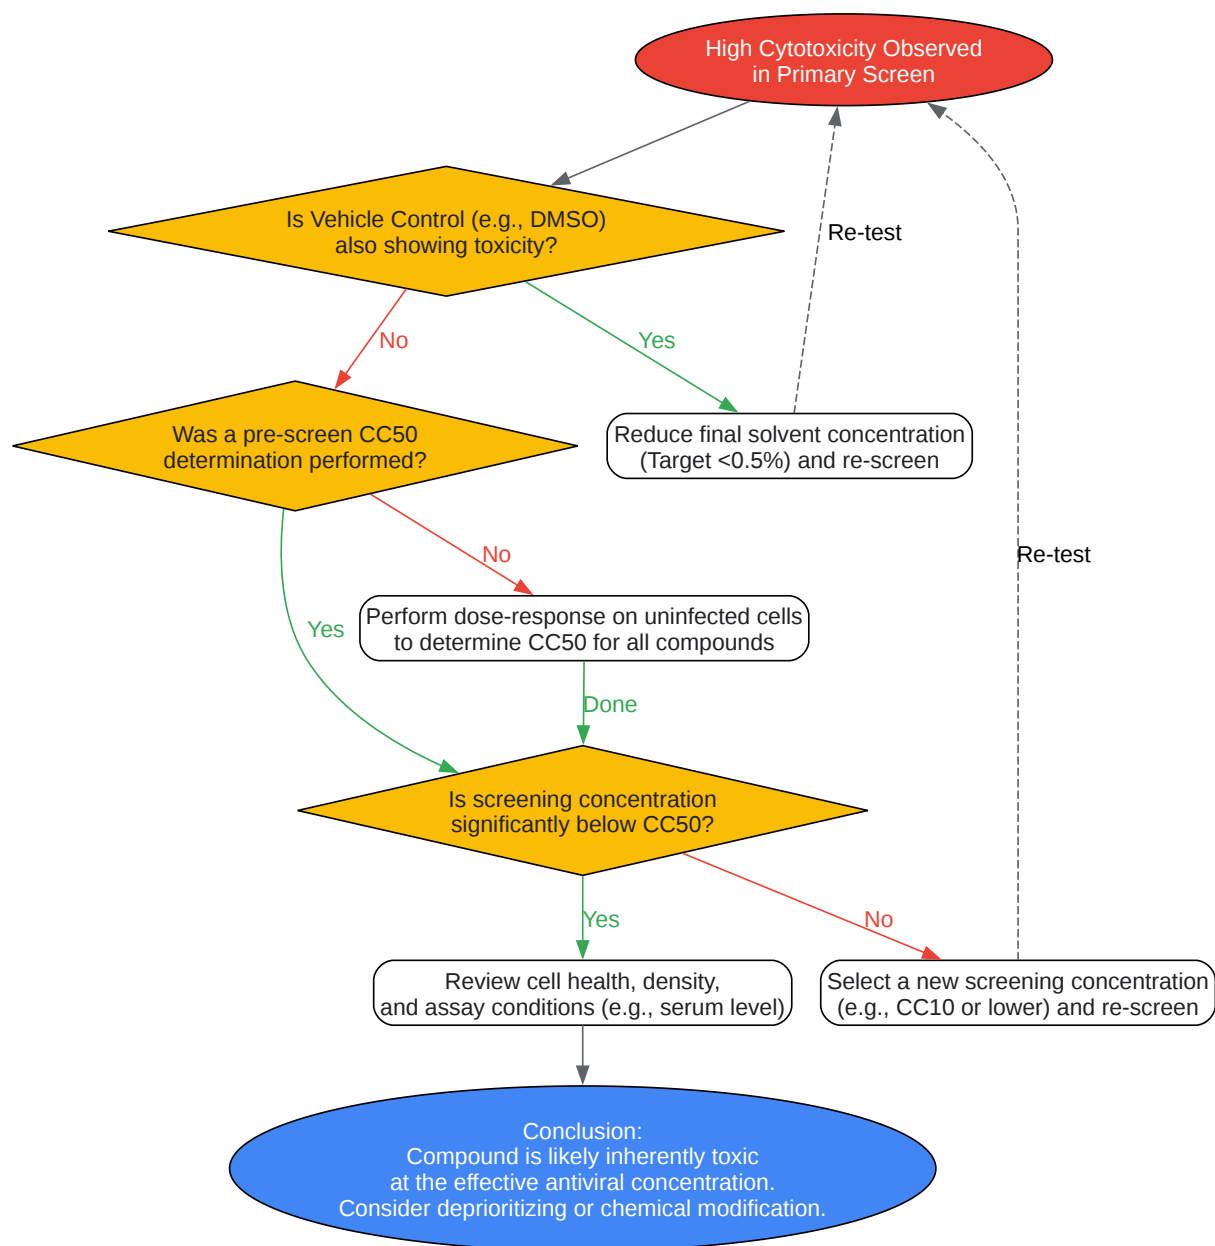 High Cytotoxicity Observed
in Primary Screen
Is Vehicle Control (e.g., DMSO)
also showing toxicity?
Re-test
No
Yes
Was a pre-screen CC50
determination performed?
Reduce final solvent concentration
(Target <0.5%) and re-screen
No
Re-test
Yes
Perform dose-response on uninfected cells
to determine CC50 for all compounds
Done
Is screening concentration
significantly below CC50?
Yes
No
Review cell health, density,
and assay conditions (e.g., serum level)
Select a new screening concentration
(e.g., CC10 or lower) and re-screen
Conclusion:
Compound is likely inherently toxic
at the effective antiviral concentration.
Consider deprioritizing or chemical modification.